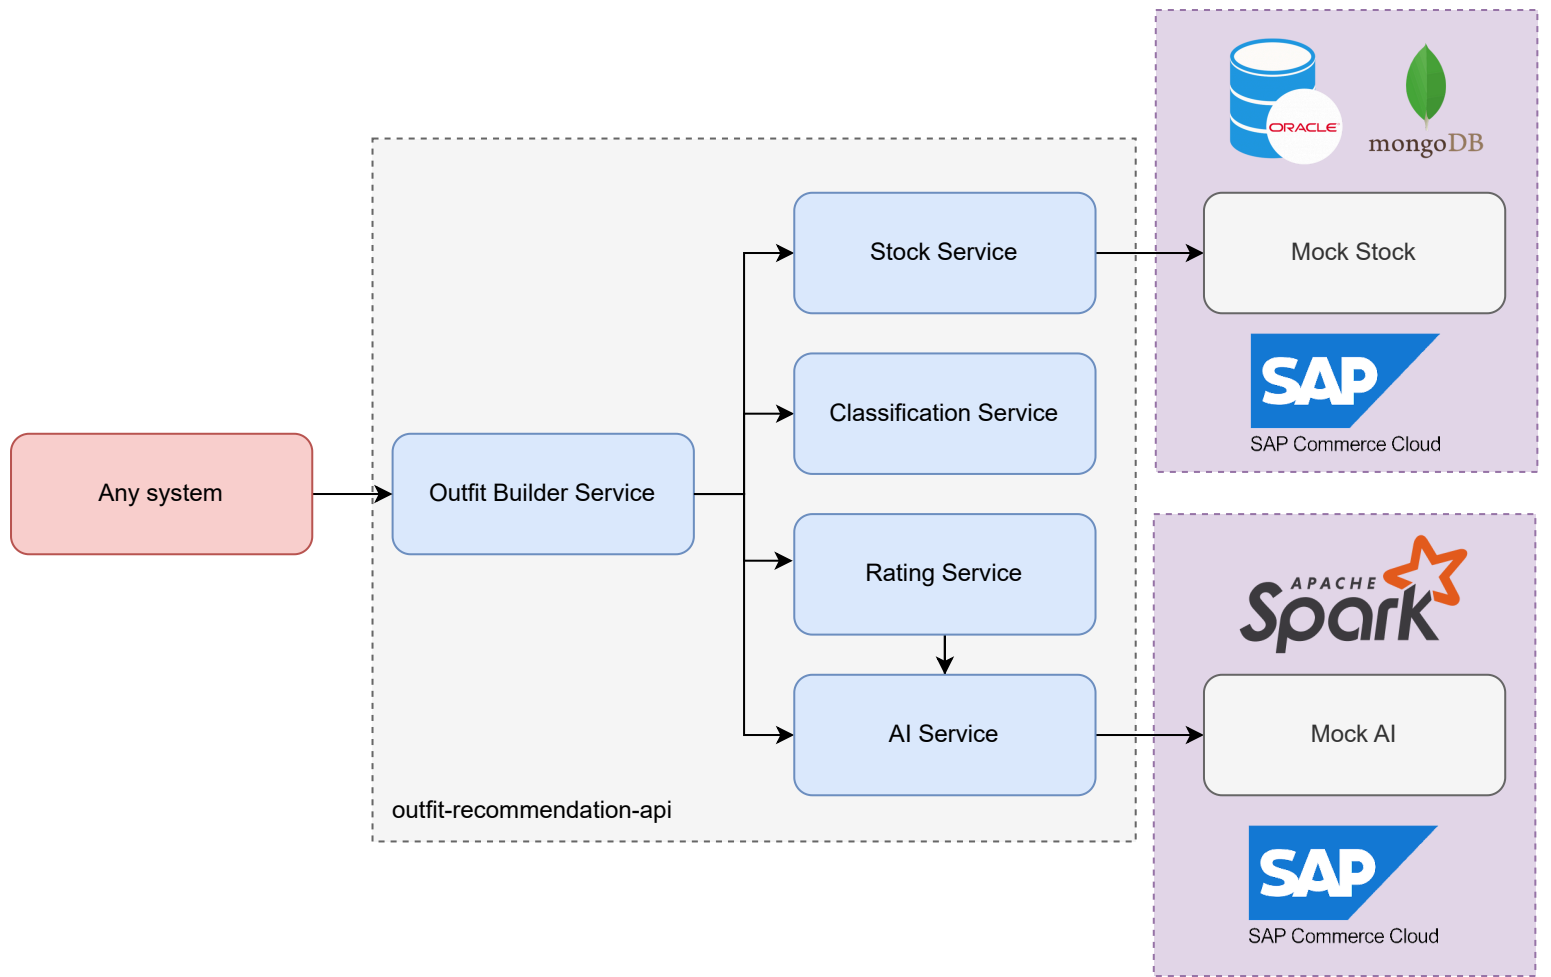 ORACLE
mongoDB
Stock Service
Mock Stock
SAP
SAP Commerce Cloud
Classification Service
Any system
Outfit Builder Service
Rating Service
APACHE
Spark
AI Service
Mock AI
outfit-recommendation-api
SAP
SAP Commerce Cloud